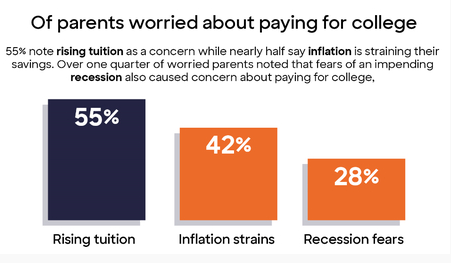 Of parents worried about paying for college
55% note rising tuition as a concern while nearly half say inflation is straining their
savings. Over one quarter of worried parents noted that fears of an impending
recession also caused concern about paying for college,
55%
42%
28%
Rising tuition
Inflation strains
Recession fears